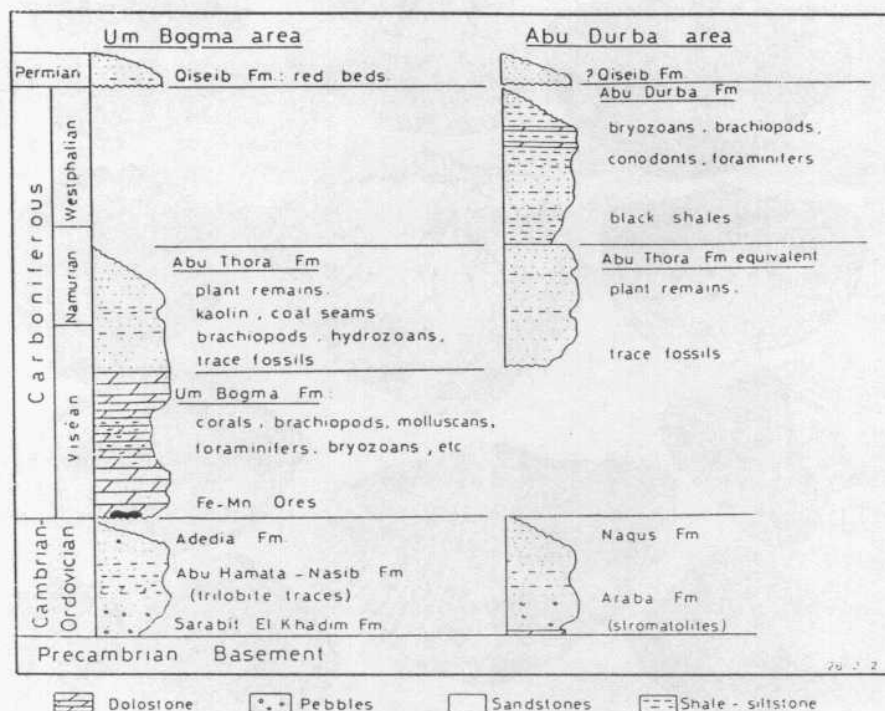 Um Bogma area
Abu Durba area
Permian
Qiseib Fm : red beds
? Qiseib Fm
Carboniferous
Westphalian
Abu Durba Fm
bryozoans, brachiopods,
conodonts, foraminifers
black shales
Namurian
Abu Thora Fm
plant remains.
kaolin, coal seams
brachiopods, hydrozoans,
trace fossils
Abu Thora Fm equivalent
plant remains.
trace fossils
Viséan
Um Bogma Fm:
corals, brachiopods, molluscans,
foraminifers, bryozoans, etc
Fe-Mn Ores
Cambrian-
Ordovician
Adedia Fm
Abu Hamata - Nasib Fm
(trilobite traces)
Sarabit El Khadim Fm
Naqus Fm
Araba Fm
(stromatolites)
Precambrian Basement
Dolostone
Pebbles
Sandstones
Shale - siltstone